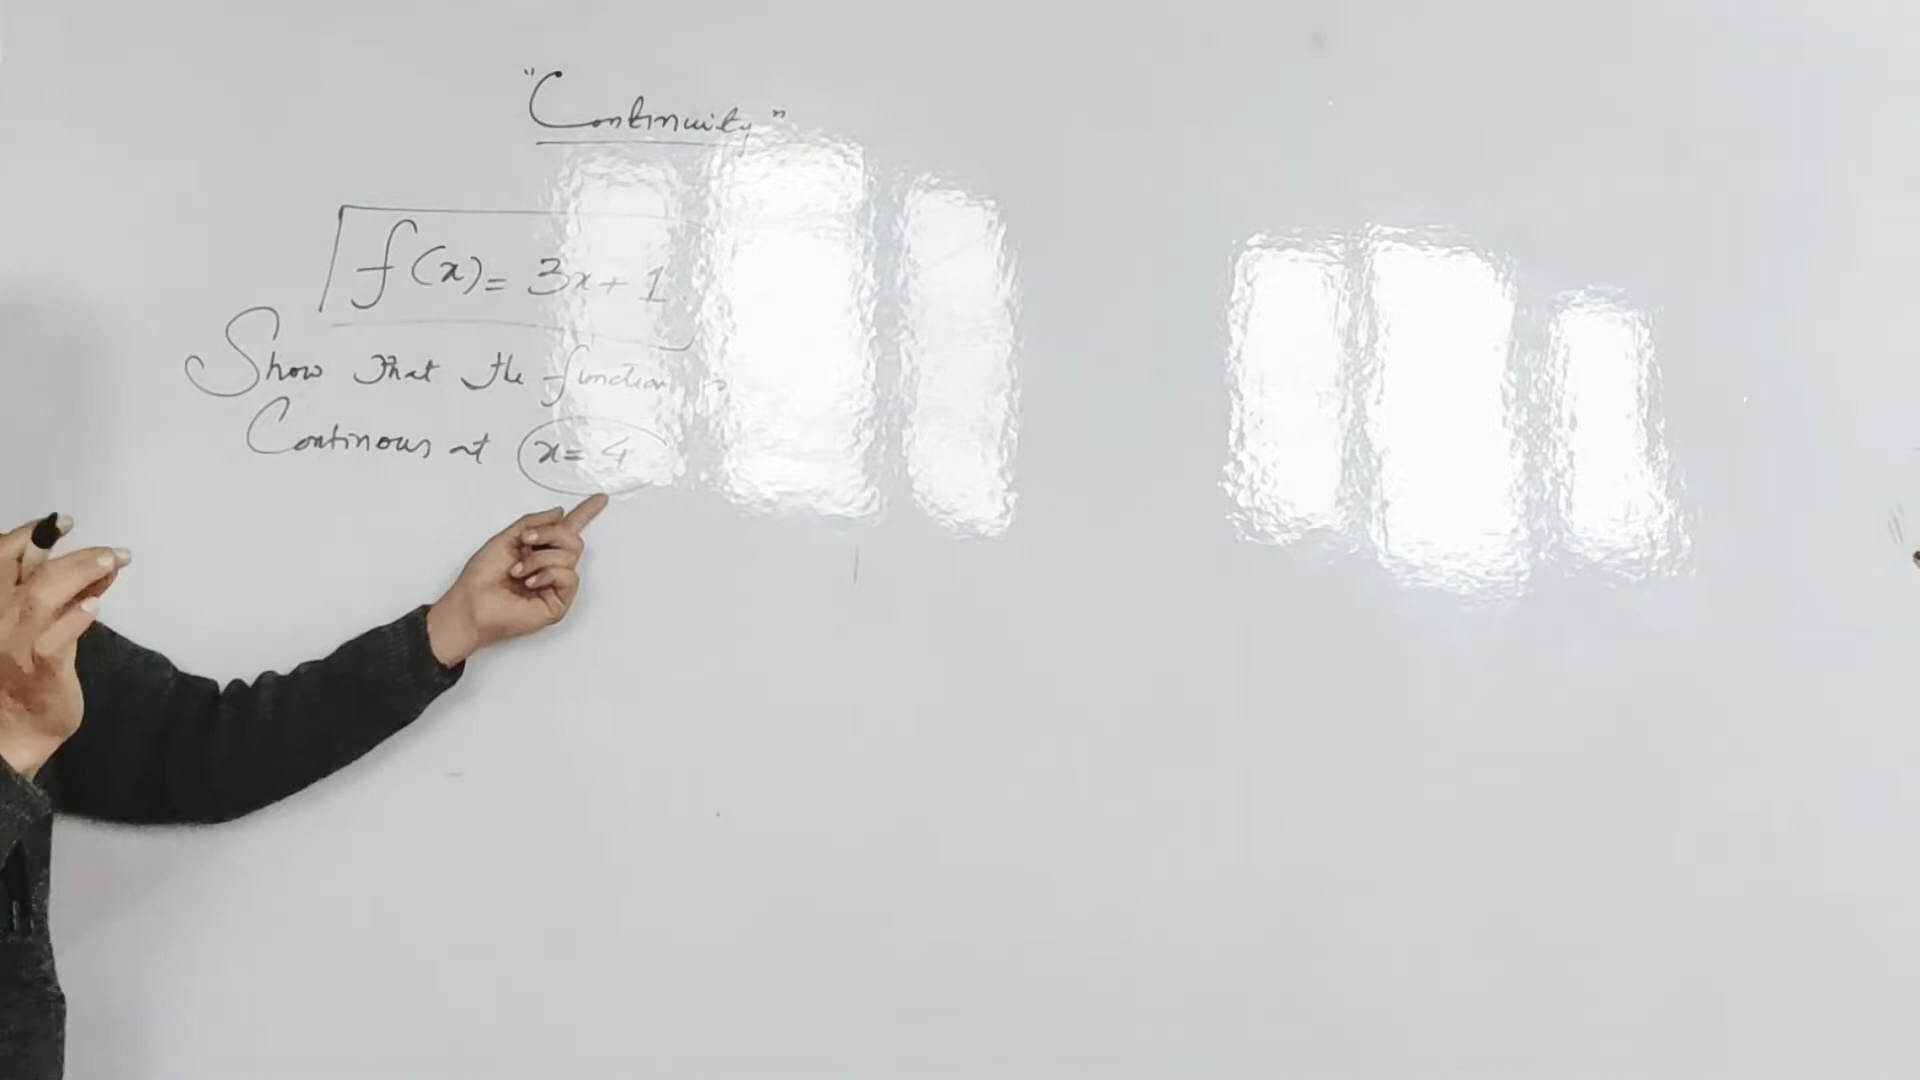 "Continuity"
f(x) = 3x + 1
Show that the function is
Continous at x = 4